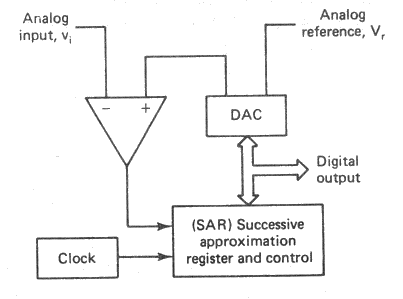 Analog
input, vi
Analog
reference, Vr
− +
DAC
Digital
output
(SAR) Successive
approximation
register and control
Clock